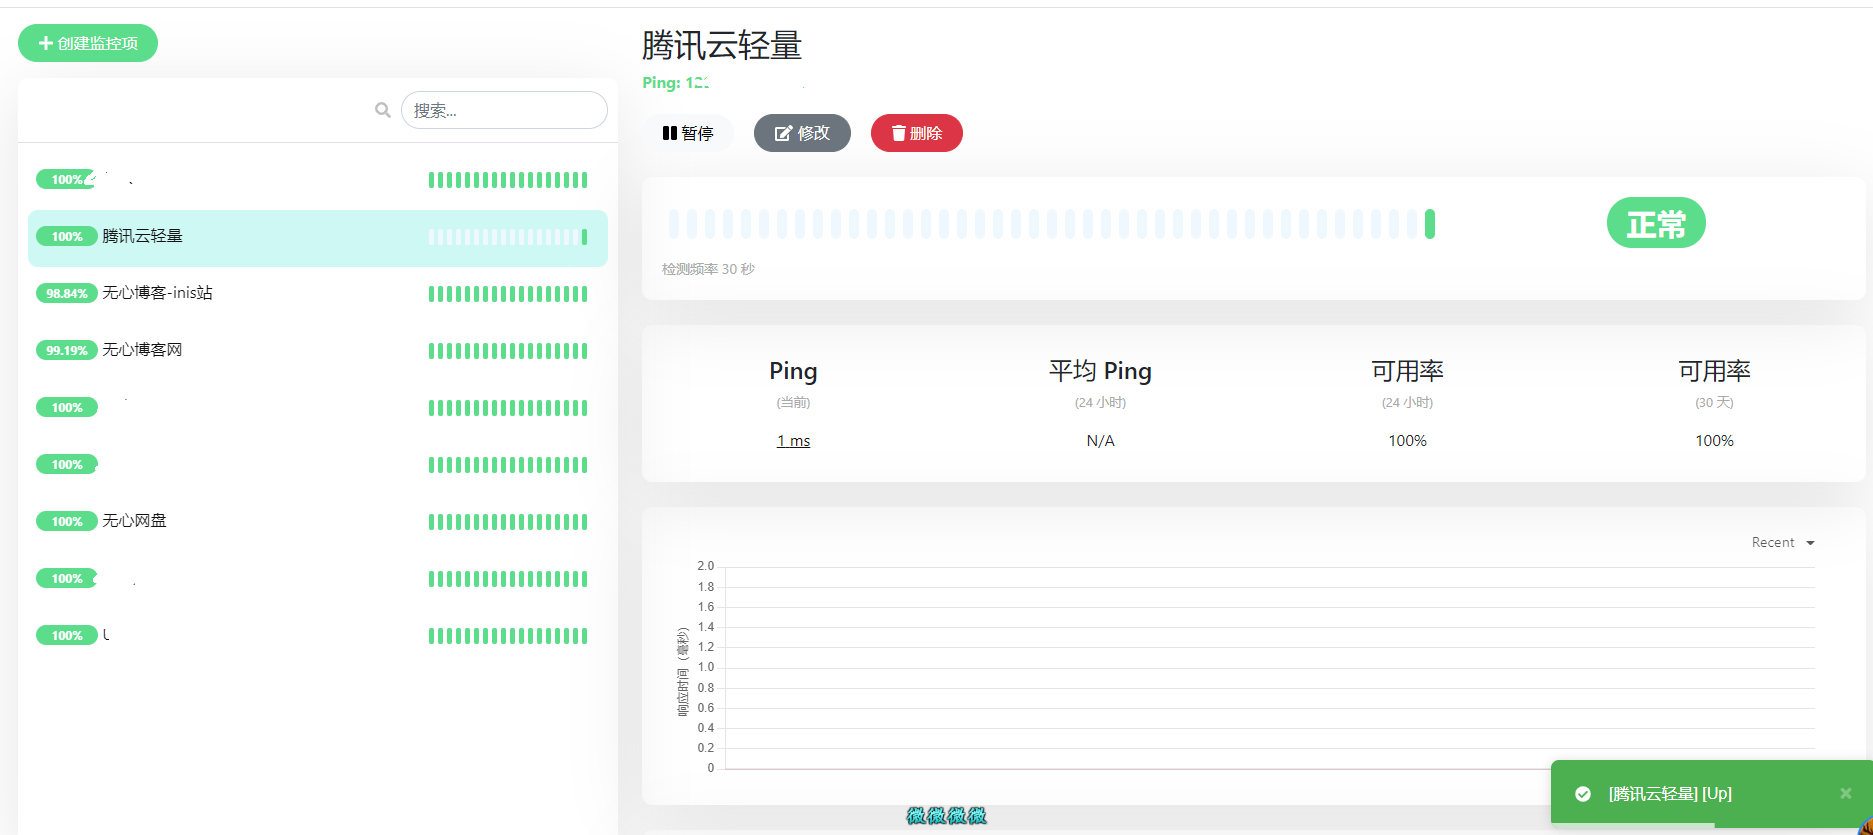 创建监控项
搜索...
100%
100% 腾讯云轻量
98.84% 无心博客-inis站
99.19% 无心博客网
100%
100%
100% 无心网盘
100%
100%
腾讯云轻量
Ping: 12
暂停 修改 删除
正常
检测频率 30 秒
Ping 平均 Ping 可用率 可用率
(当前) (24 小时) (24 小时) (30 天)
1 ms N/A 100% 100%
Recent
响应时间（毫秒）
2.0
1.8
1.6
1.4
1.2
1.0
0.8
0.6
0.4
0.2
0
[腾讯云轻量] [Up]
微微微微